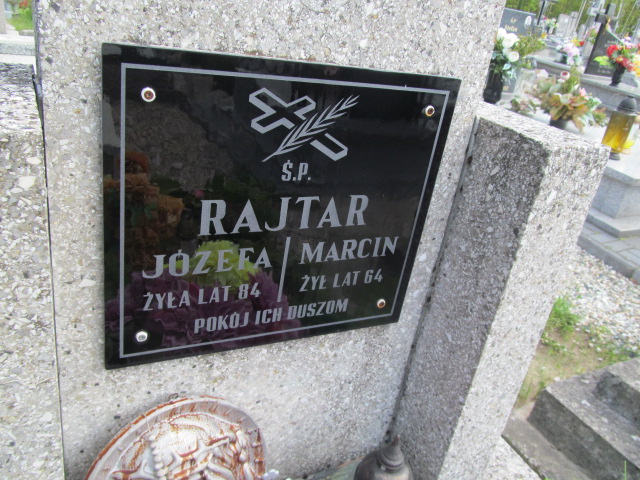 Ś.P.
RAJTAR
JÓZEFA MARCIN
ŻYŁA LAT 84 ŻYŁ LAT 64
POKÓJ ICH DUSZOM